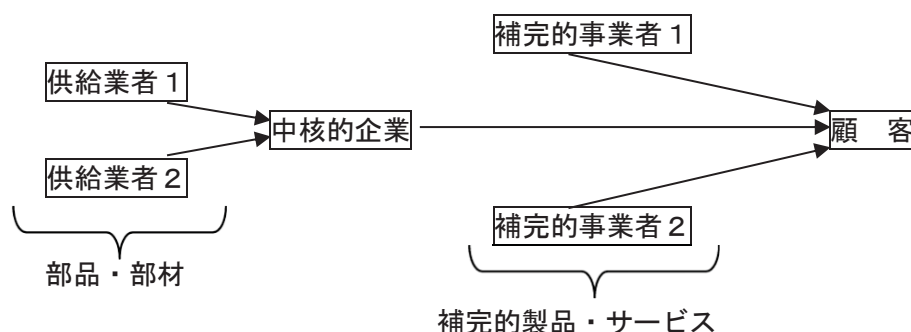 補完的事業者1
供給業者1
中核的企業
顧　客
供給業者2
補完的事業者2
部品・部材
補完的製品・サービス